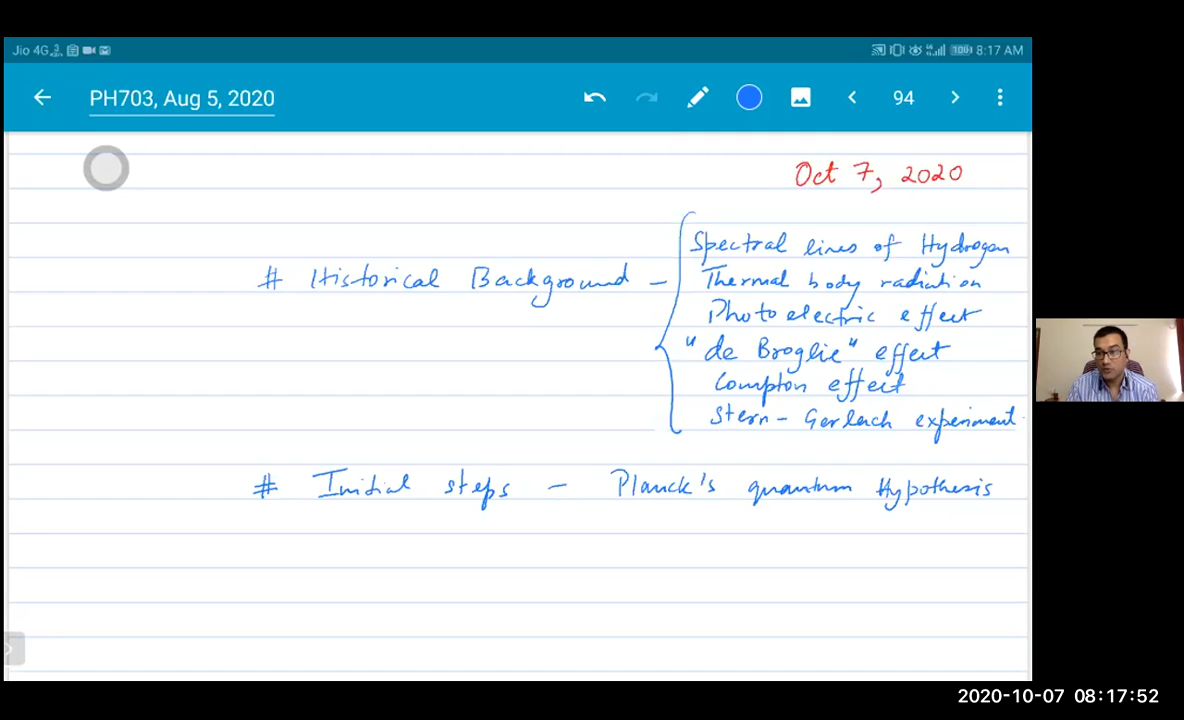 Jio 4G 8:17 AM
PH703, Aug 5, 2020 94
Oct 7, 2020
Spectral lines of Hydrogen
# Historical Background - Thermal body radiation
Photoelectric effect
"de Broglie" effect
Compton effect
Stern - Gerlach experiment
# Initial steps - Planck's quantum Hypothesis
2020-10-07 08:17:52